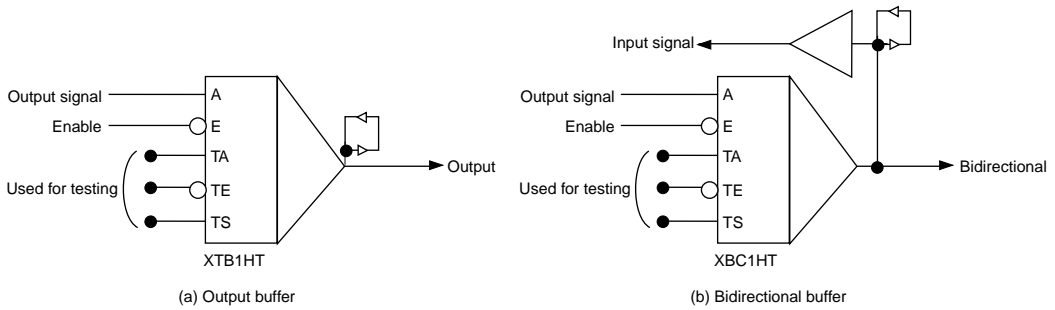 Output signal
Enable
Used for testing
A
E
TA
TE
TS
Output
XTB1HT
(a) Output buffer
Input signal
Output signal
Enable
Used for testing
A
E
TA
TE
TS
Bidirectional
XBC1HT
(b) Bidirectional buffer